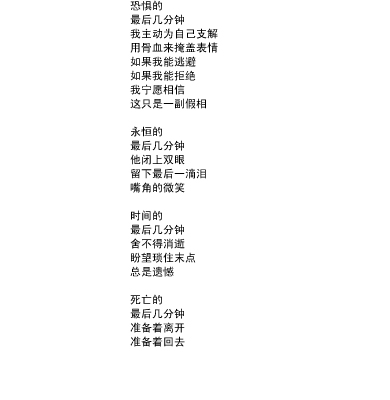 恐惧的
最后几分钟
我主动为自己支解
用骨血来掩盖表情
如果我能逃避
如果我能拒绝
我宁愿相信
这只是一副假相

永恒的
最后几分钟
他闭上双眼
留下最后一滴泪
嘴角的微笑

时间的
最后几分钟
舍不得消逝
盼望琐住末点
总是遗憾

死亡的
最后几分钟
准备着离开
准备着回去